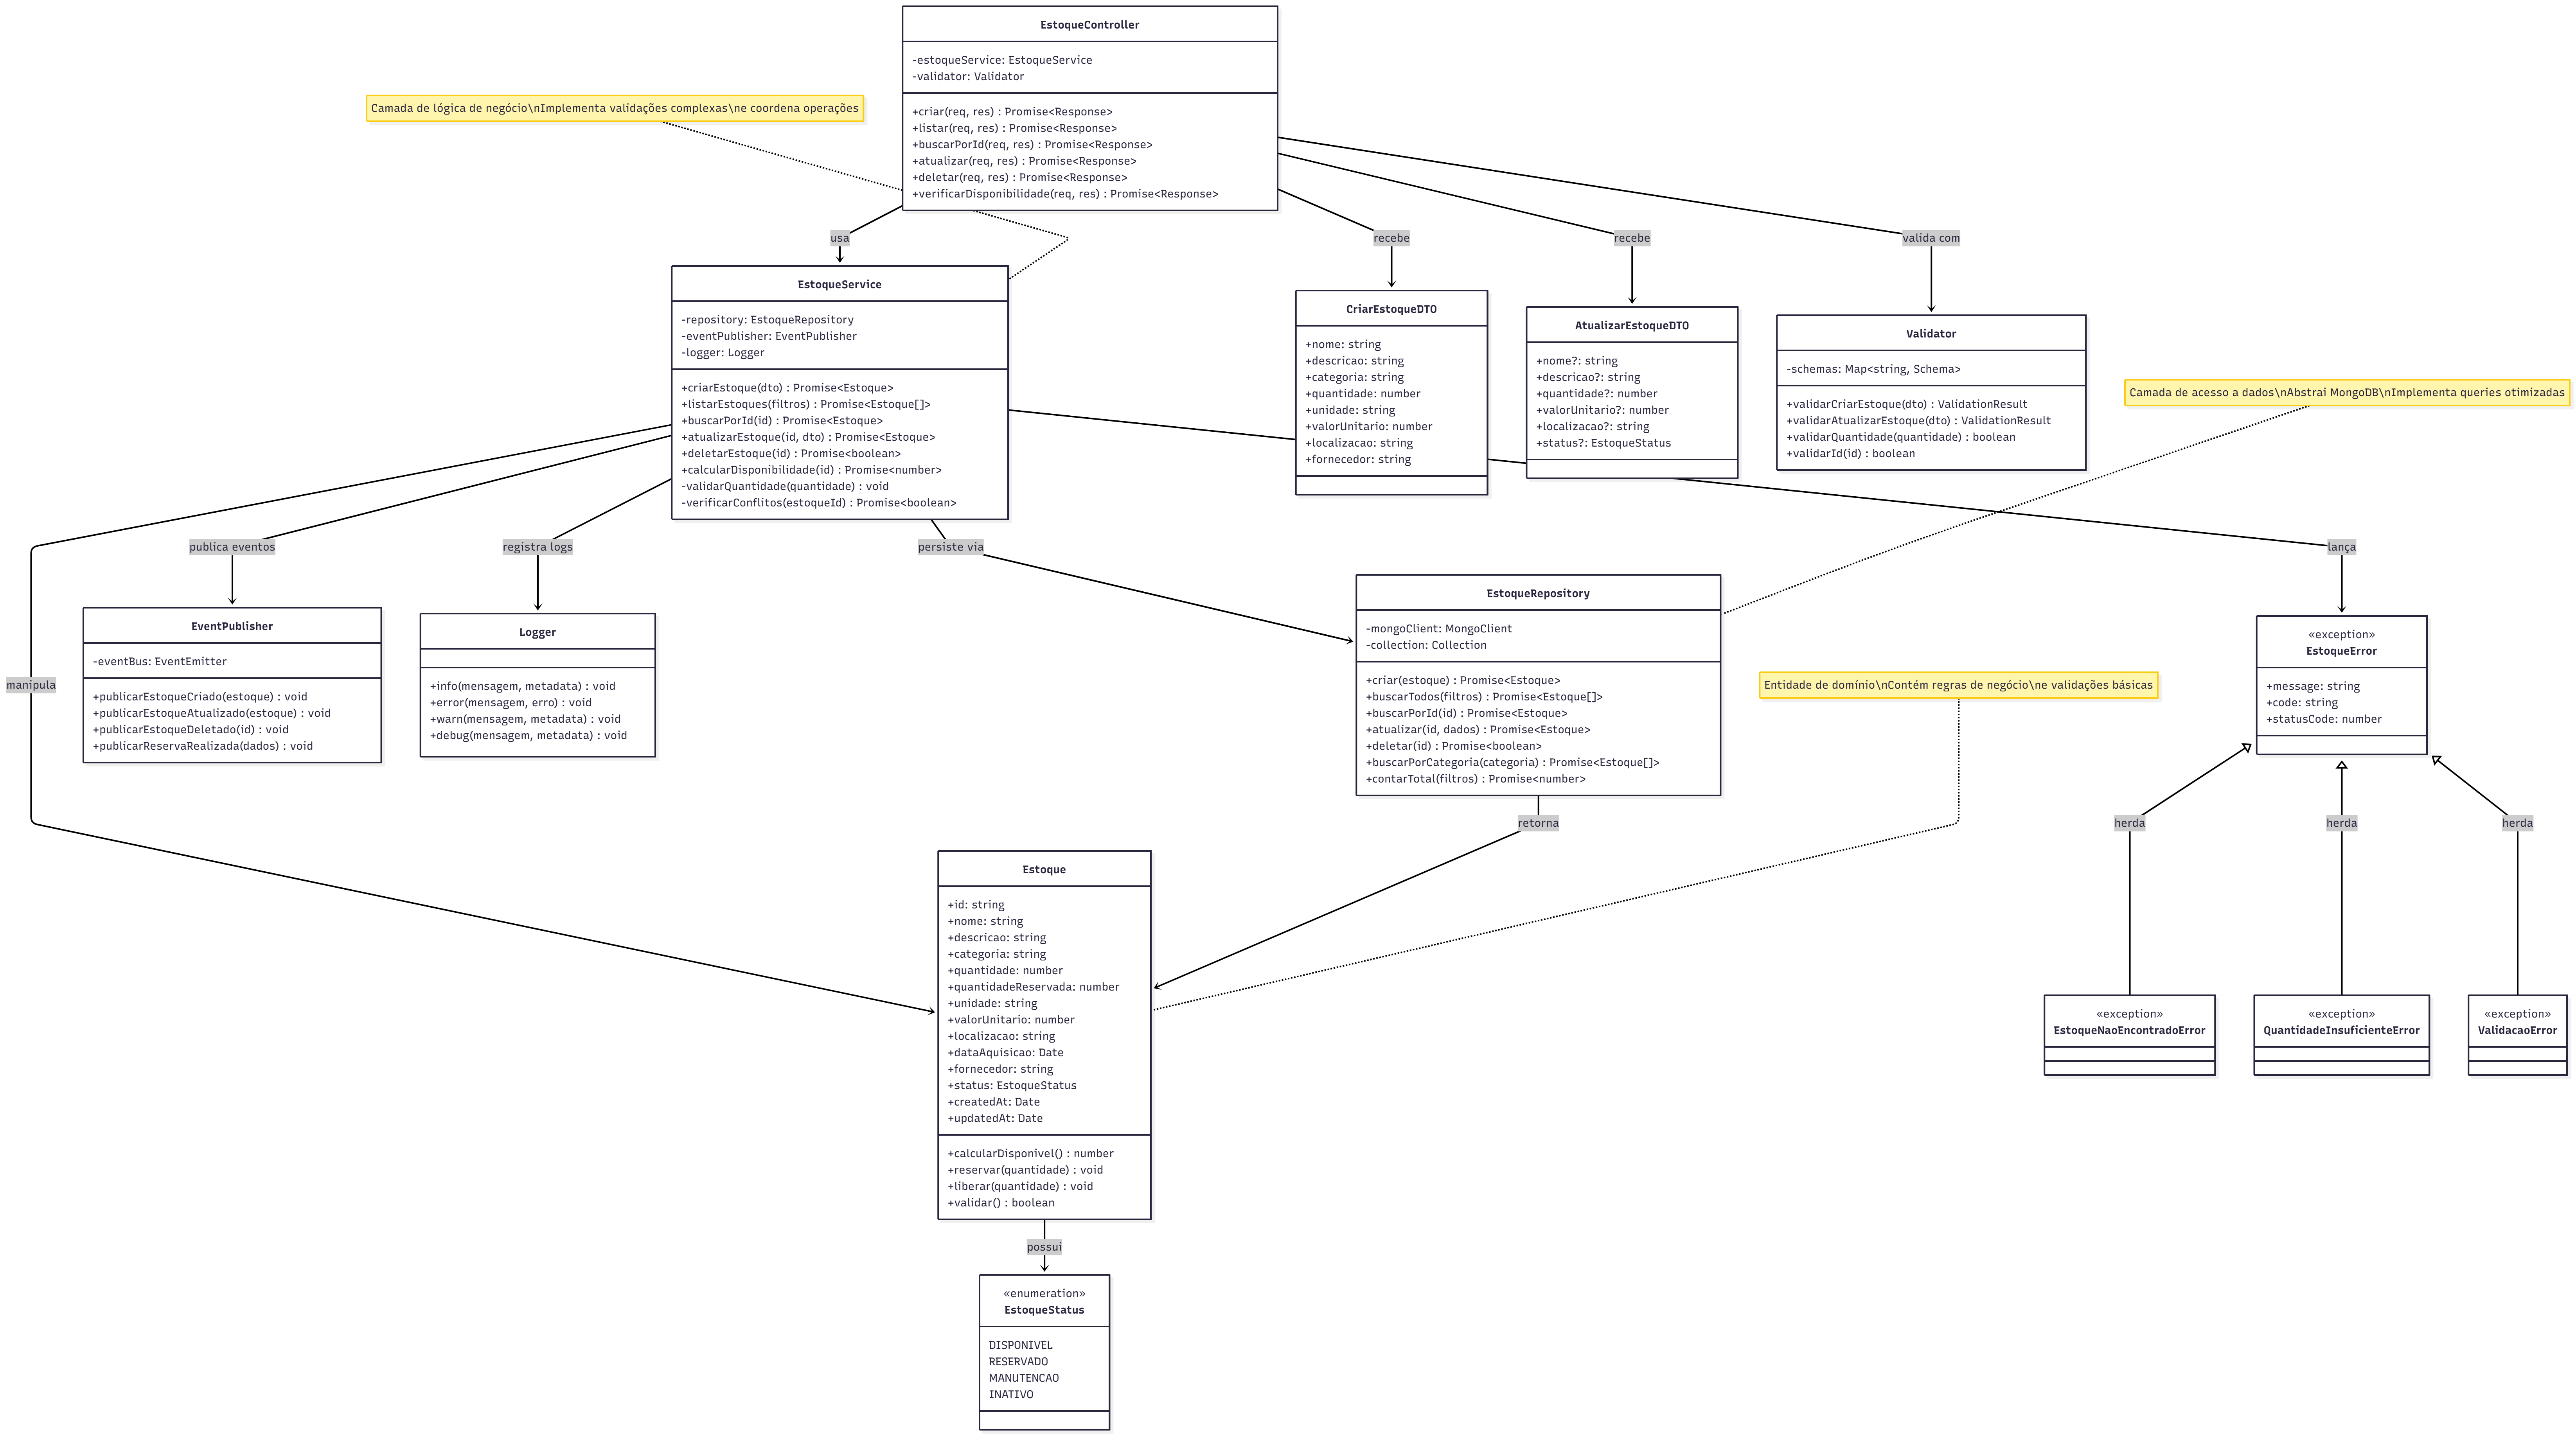 EstoqueController
-estoqueService: EstoqueService
-validator: Validator
+criar(req, res) : Promise<Response>
+listar(req, res) : Promise<Response>
+buscarPorId(req, res) : Promise<Response>
+atualizar(req, res) : Promise<Response>
+deletar(req, res) : Promise<Response>
+verificarDisponibilidade(req, res) : Promise<Response>
Camada de lógica de negócio\nImplementa validações complexas\ne coordena operações
usa
recebe
recebe
valida com
EstoqueService
-repository: EstoqueRepository
-eventPublisher: EventPublisher
-logger: Logger
+criarEstoque(dto) : Promise<Estoque>
+listarEstoques(filtros) : Promise<Estoque[]>
+buscarPorId(id) : Promise<Estoque>
+atualizarEstoque(id, dto) : Promise<Estoque>
+deletarEstoque(id) : Promise<boolean>
+calcularDisponibilidade(id) : Promise<number>
-validarQuantidade(quantidade) : void
-verificarConflitos(estoqueId) : Promise<boolean>
CriarEstoqueDTO
+nome: string
+descricao: string
+categoria: string
+quantidade: number
+unidade: string
+valorUnitario: number
+localizacao: string
+fornecedor: string
AtualizarEstoqueDTO
+nome?: string
+descricao?: string
+quantidade?: number
+valorUnitario?: number
+localizacao?: string
+status?: EstoqueStatus
Validator
-schemas: Map<string, Schema>
+validarCriarEstoque(dto) : ValidationResult
+validarAtualizarEstoque(dto) : ValidationResult
+validarQuantidade(quantidade) : boolean
+validarId(id) : boolean
Camada de acesso a dados\nAbstrai MongoDB\nImplementa queries otimizadas
publica eventos
registra logs
persiste via
lança
manipula
EventPublisher
-eventBus: EventEmitter
+publicarEstoqueCriado(estoque) : void
+publicarEstoqueAtualizado(estoque) : void
+publicarEstoqueDeletado(id) : void
+publicarReservaRealizada(dados) : void
Logger
+info(mensagem, metadata) : void
+error(mensagem, erro) : void
+warn(mensagem, metadata) : void
+debug(mensagem, metadata) : void
EstoqueRepository
-mongoClient: MongoClient
-collection: Collection
+criar(estoque) : Promise<Estoque>
+buscarTodos(filtros) : Promise<Estoque[]>
+buscarPorId(id) : Promise<Estoque>
+atualizar(id, dados) : Promise<Estoque>
+deletar(id) : Promise<boolean>
+buscarPorCategoria(categoria) : Promise<Estoque[]>
+contarTotal(filtros) : Promise<number>
Entidade de domínio\nContém regras de negócio\ne validações básicas
«exception»
EstoqueError
+message: string
+code: string
+statusCode: number
retorna
herda
herda
herda
Estoque
+id: string
+nome: string
+descricao: string
+categoria: string
+quantidade: number
+quantidadeReservada: number
+unidade: string
+valorUnitario: number
+localizacao: string
+dataAquisicao: Date
+fornecedor: string
+status: EstoqueStatus
+createdAt: Date
+updatedAt: Date
+calcularDisponivel() : number
+reservar(quantidade) : void
+liberar(quantidade) : void
+validar() : boolean
«exception»
EstoqueNaoEncontradoError
«exception»
QuantidadeInsuficienteError
«exception»
ValidacaoError
possui
«enumeration»
EstoqueStatus
DISPONIVEL
RESERVADO
MANUTENCAO
INATIVO